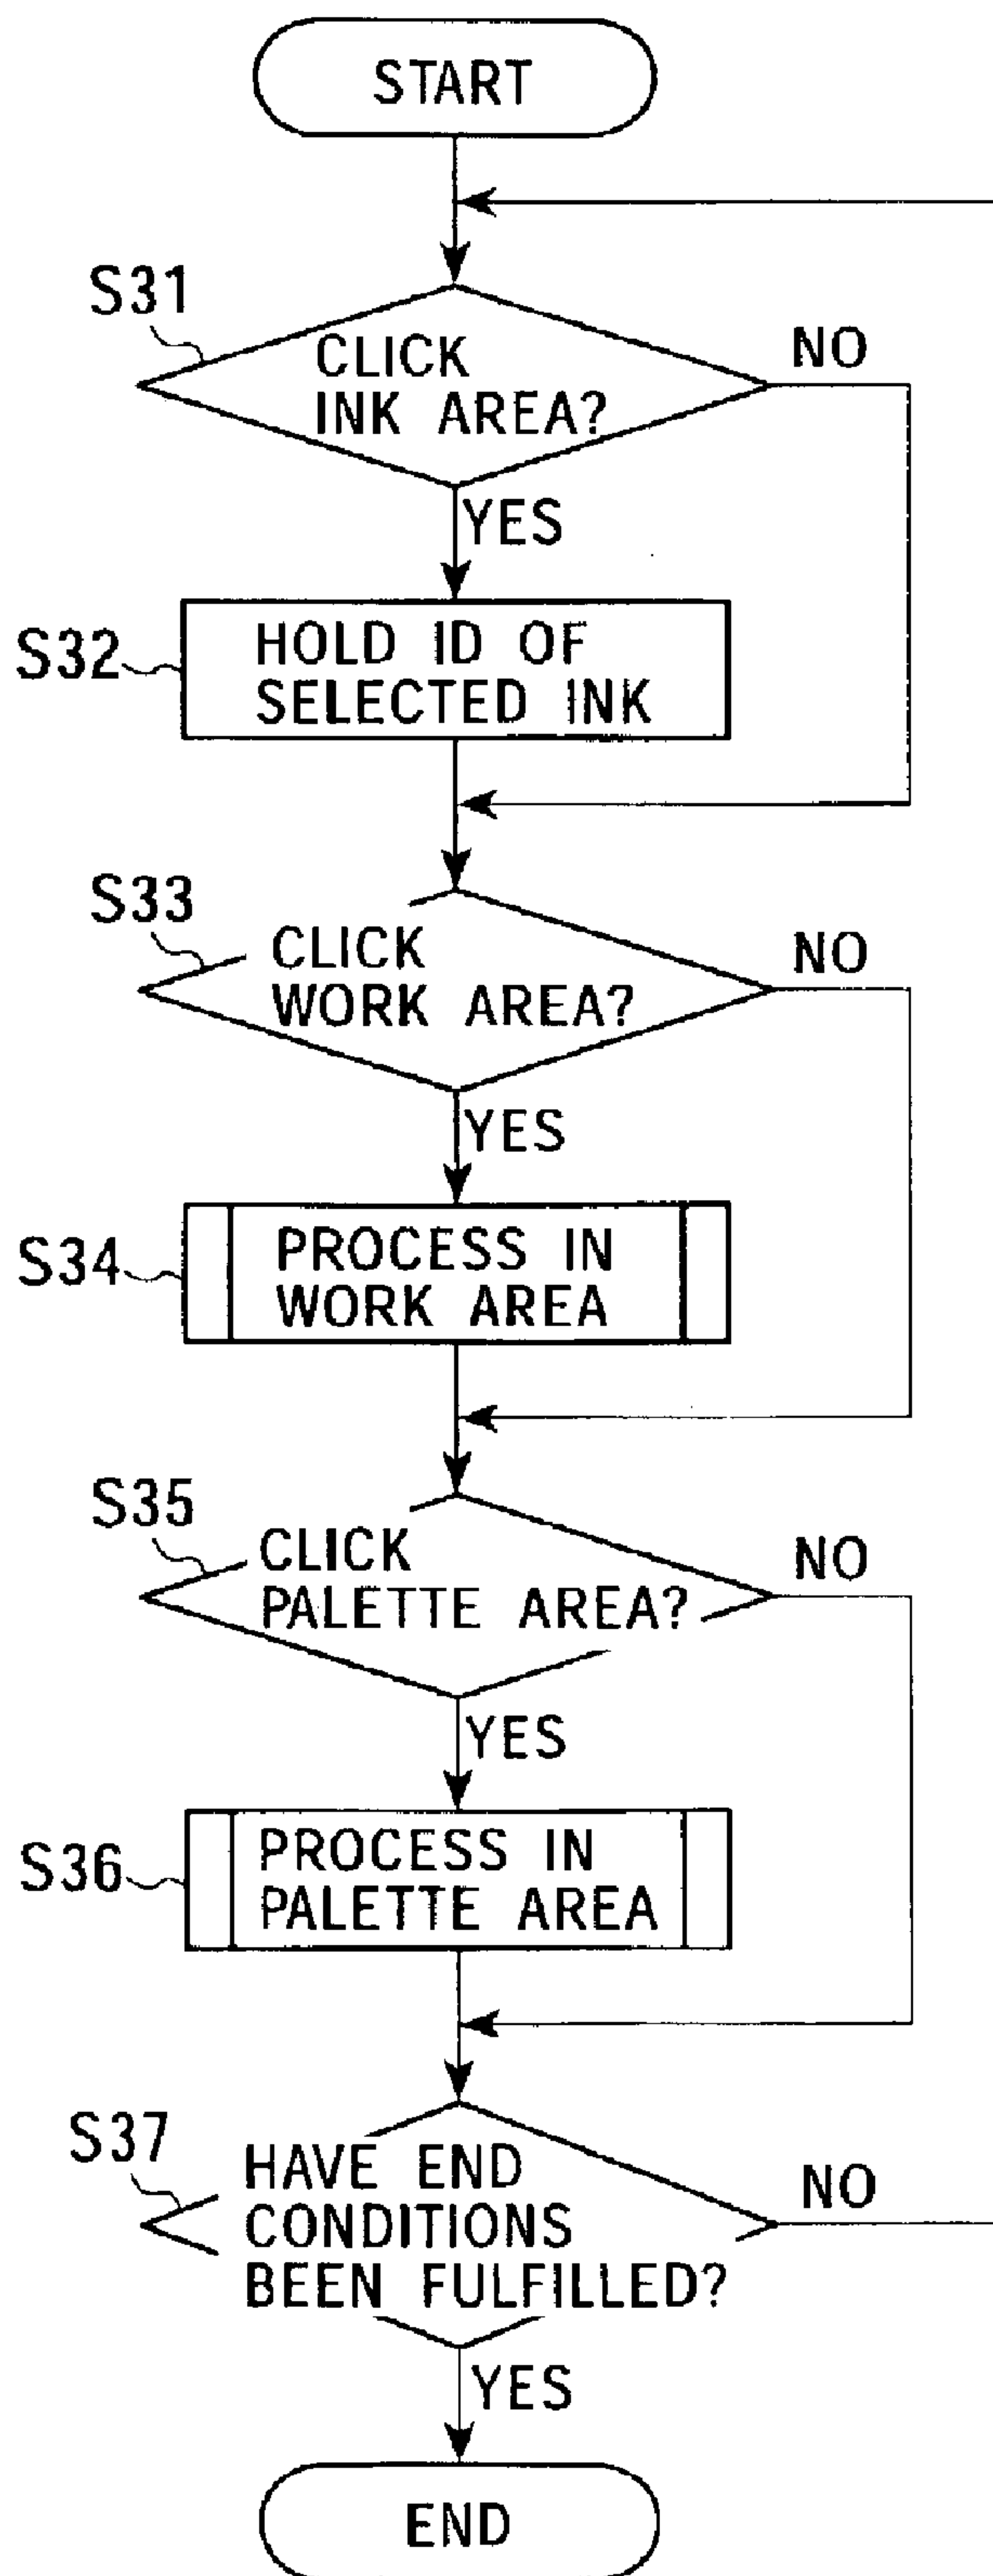 START
S31
CLICK
INK AREA?
NO
YES
S32
HOLD ID OF
SELECTED INK
S33
CLICK
WORK AREA?
NO
YES
S34
PROCESS IN
WORK AREA
S35
CLICK
PALETTE AREA?
NO
YES
S36
PROCESS IN
PALETTE AREA
S37
HAVE END
CONDITIONS
BEEN FULFILLED?
NO
YES
END